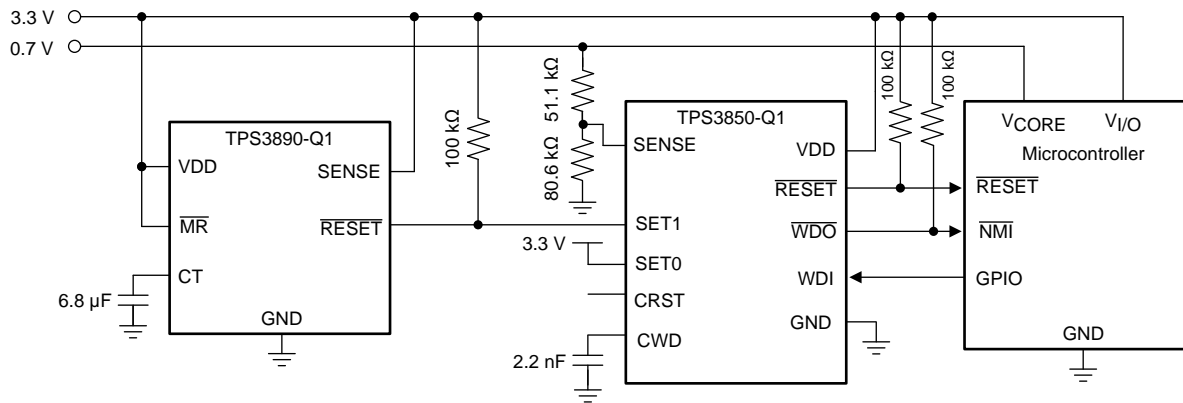 3.3 V
0.7 V
TPS3890-Q1
VDD
SENSE
MR
RESET
CT
GND
6.8 µF
100 kΩ
51.1 kΩ
80.6 kΩ
3.3 V
2.2 nF
TPS3850-Q1
SENSE
VDD
RESET
SET1
WDO
SET0
WDI
CRST
GND
CWD
100 kΩ
100 kΩ
VCORE
VI/O
Microcontroller
RESET
NMI
GPIO
GND